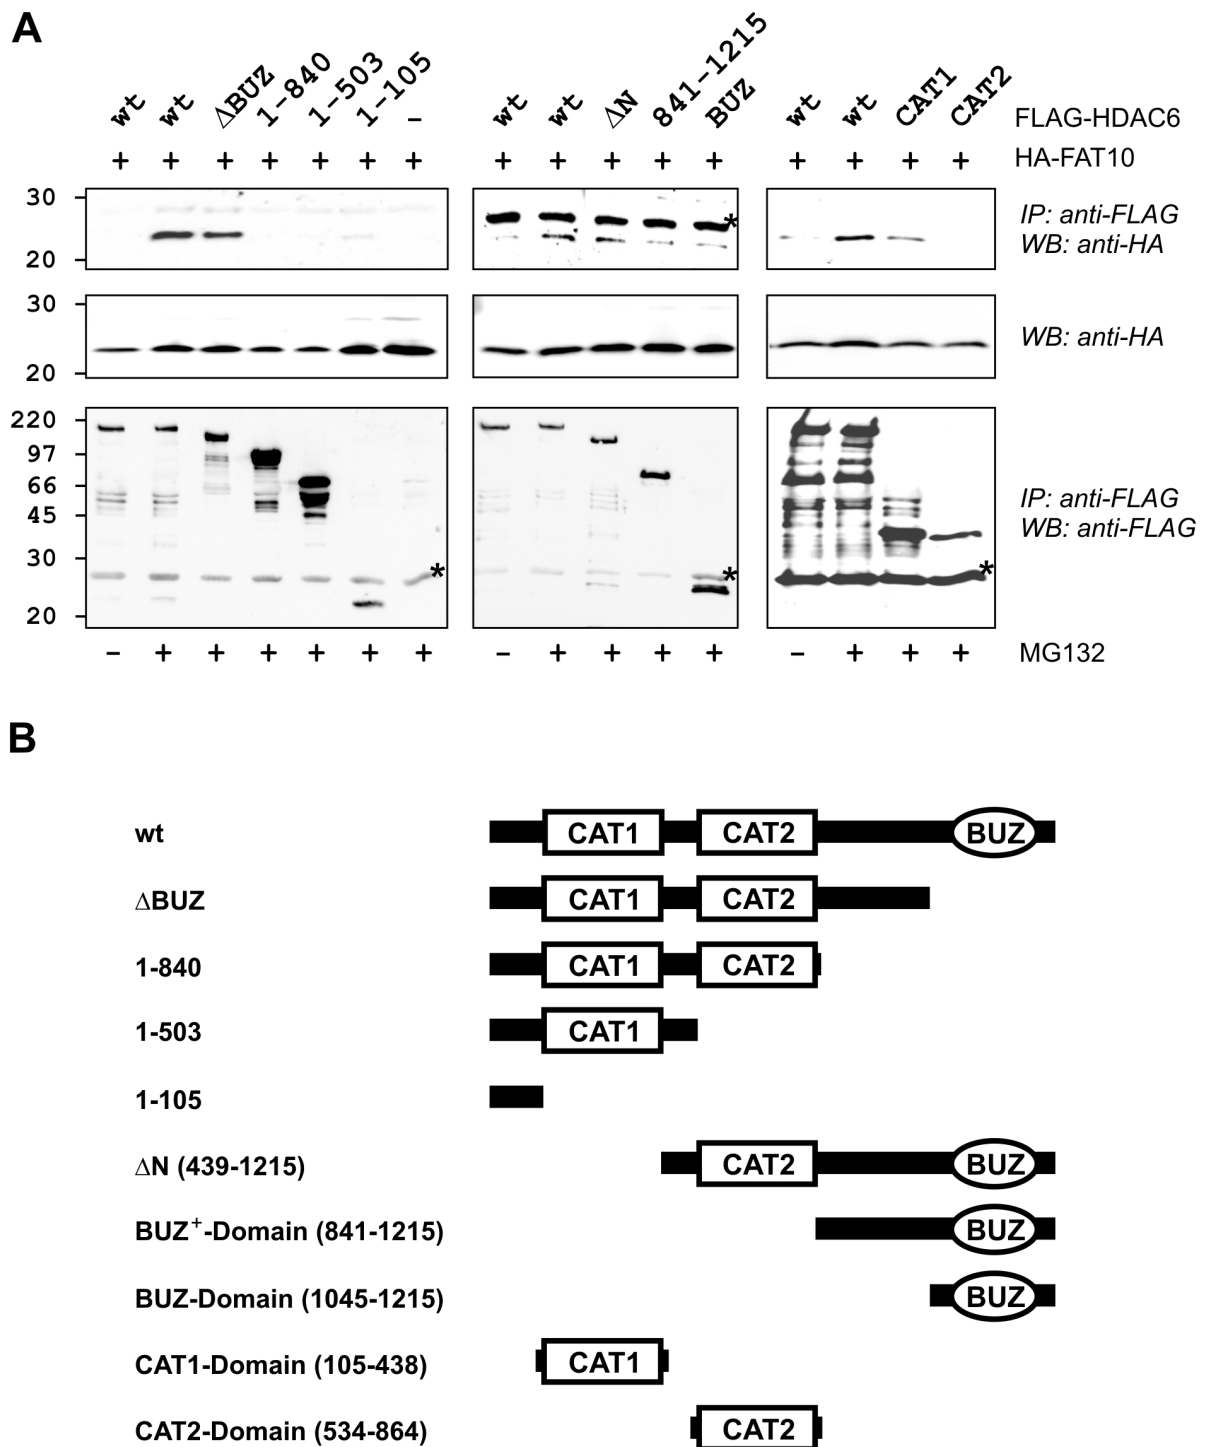 A
wt wt ΔBUZ 1-840 1-503 1-105 – wt wt ΔN 841-1215 BUZ wt wt CAT1 CAT2 FLAG-HDAC6
+ + + + + + + + + + + + + + + + HA-FAT10
30
20
* IP: anti-FLAG
WB: anti-HA
30
20
WB: anti-HA
220
97
66
45
30
20
* * *
IP: anti-FLAG
WB: anti-FLAG
– + + + + + + – + + + + – + + + MG132
B
wt CAT1 CAT2 BUZ
ΔBUZ CAT1 CAT2
1-840 CAT1 CAT2
1-503 CAT1
1-105
ΔN (439-1215) CAT2 BUZ
BUZ⁺-Domain (841-1215) BUZ
BUZ-Domain (1045-1215) BUZ
CAT1-Domain (105-438) CAT1
CAT2-Domain (534-864) CAT2